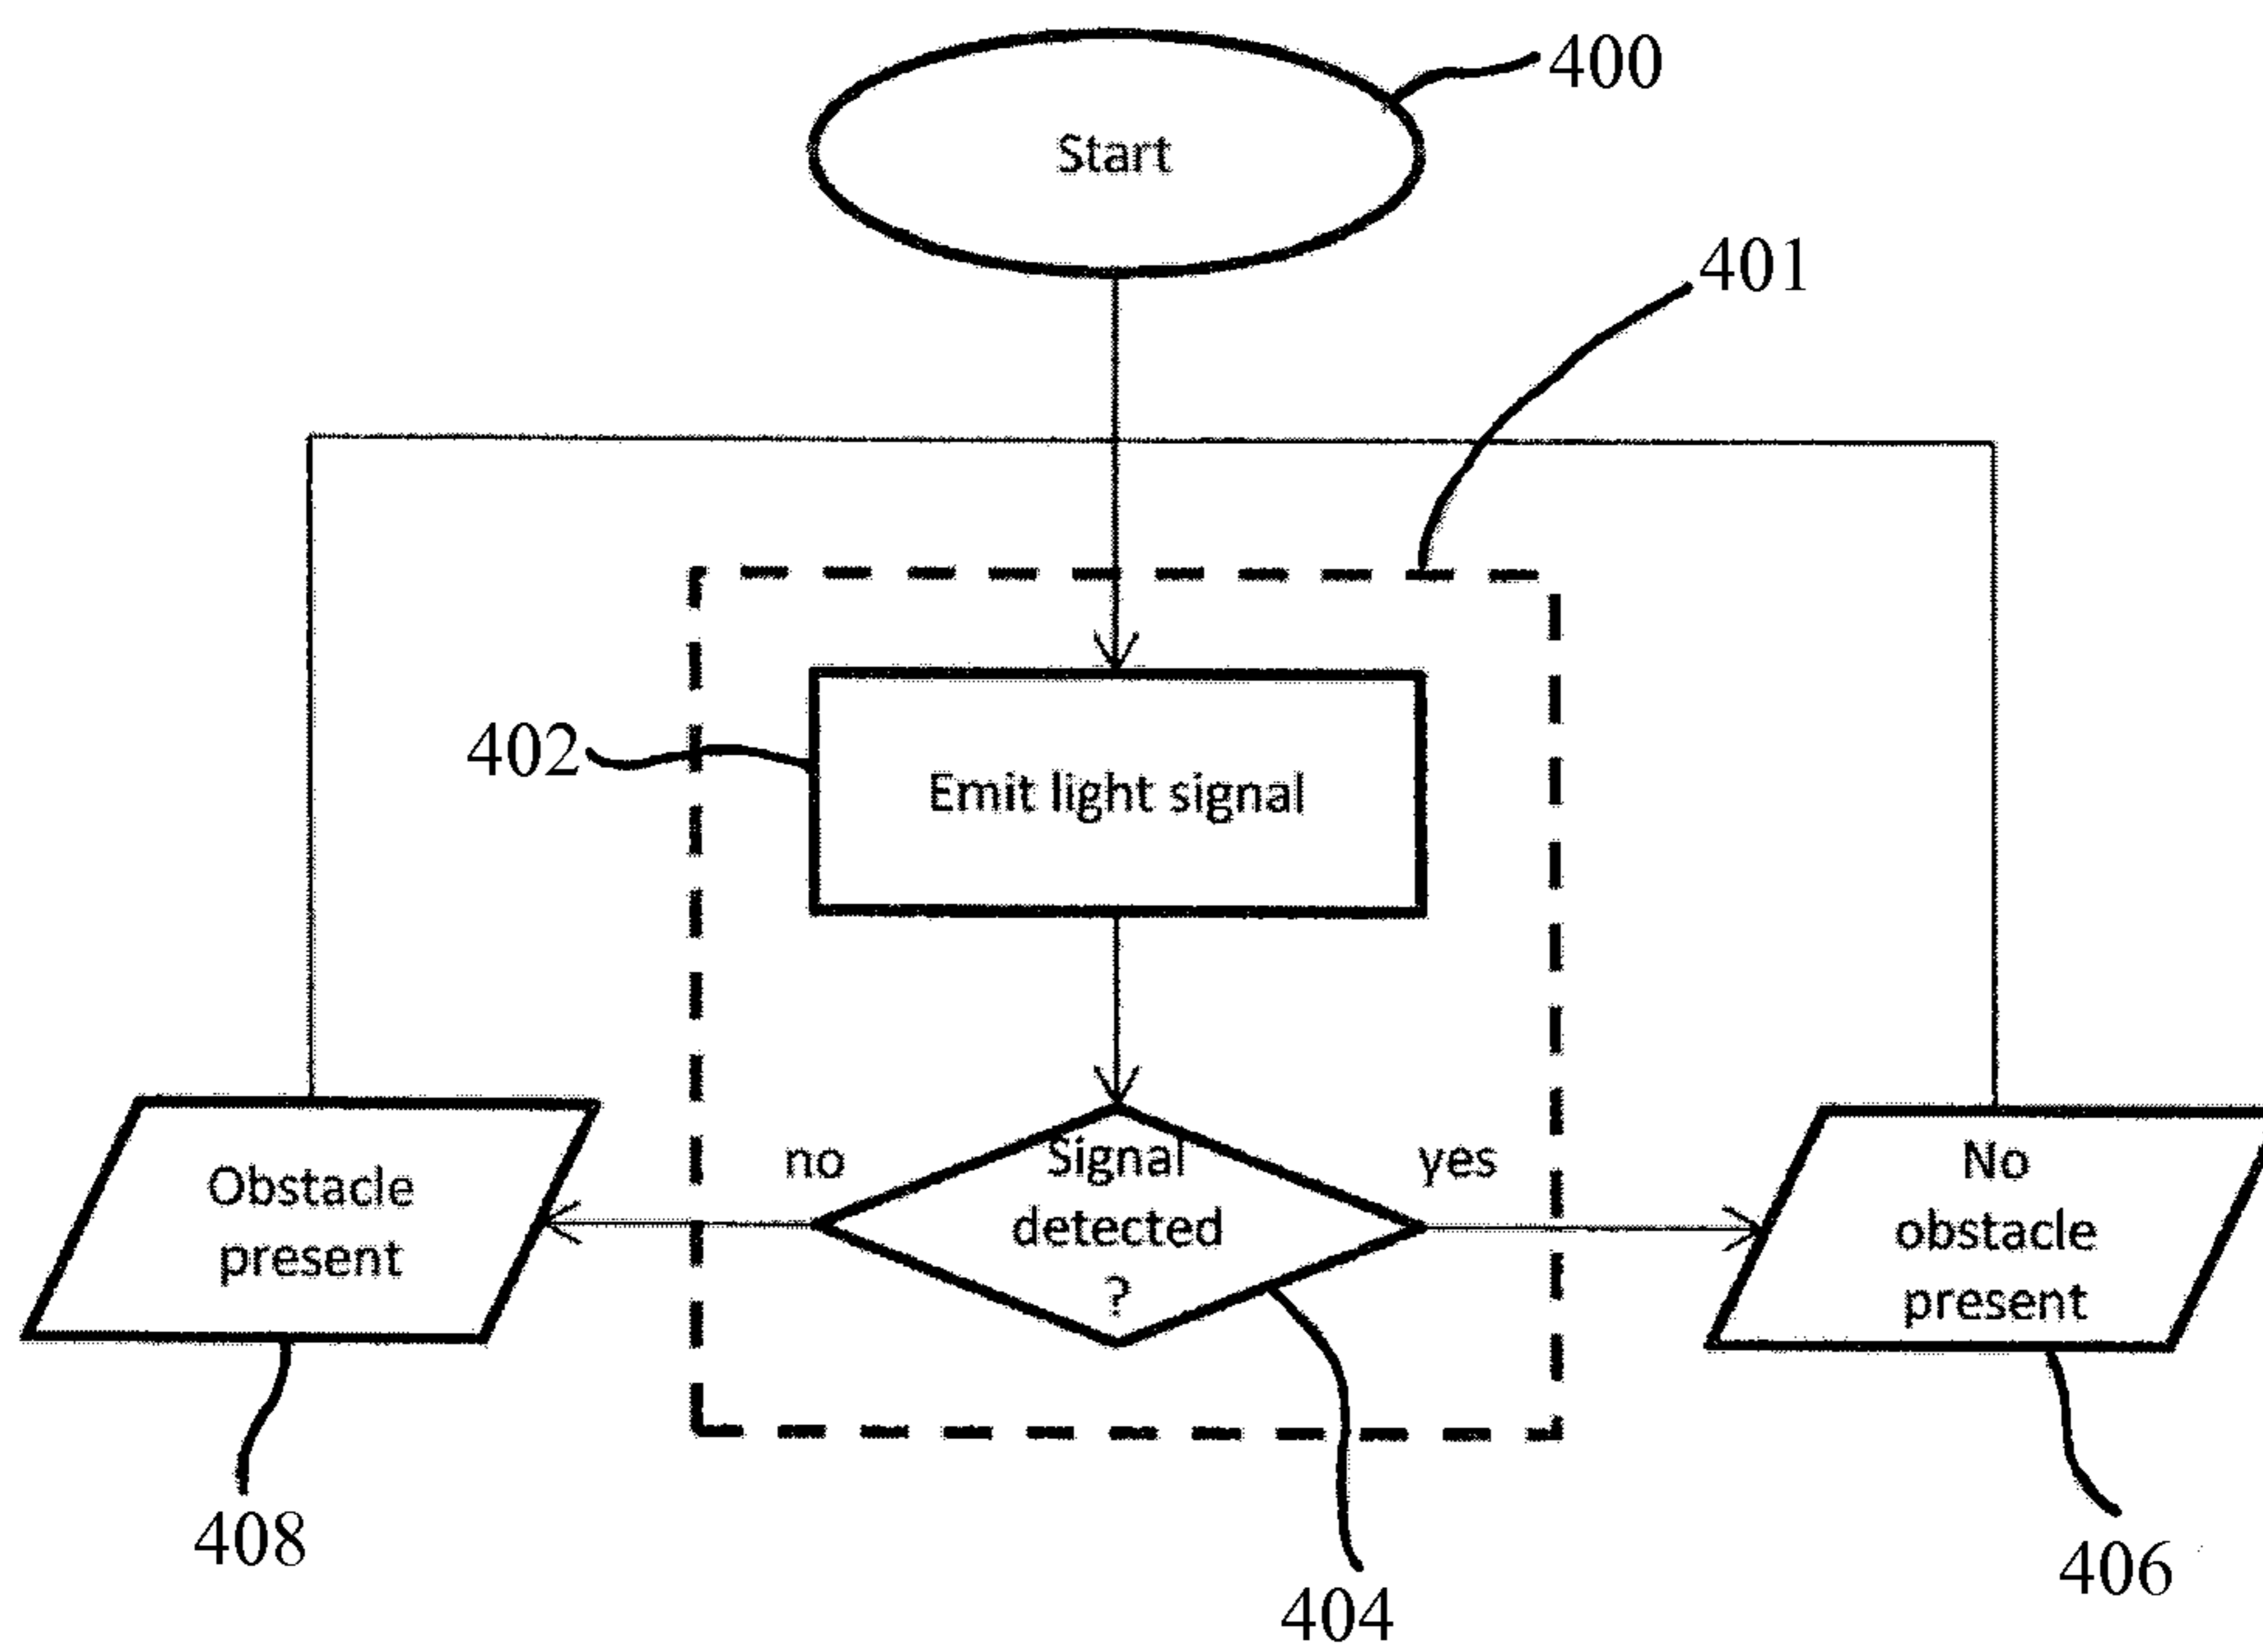 400
Start
401
402
Emit light signal
no
Signal
detected
?
yes
Obstacle
present
No
obstacle
present
408
404
406